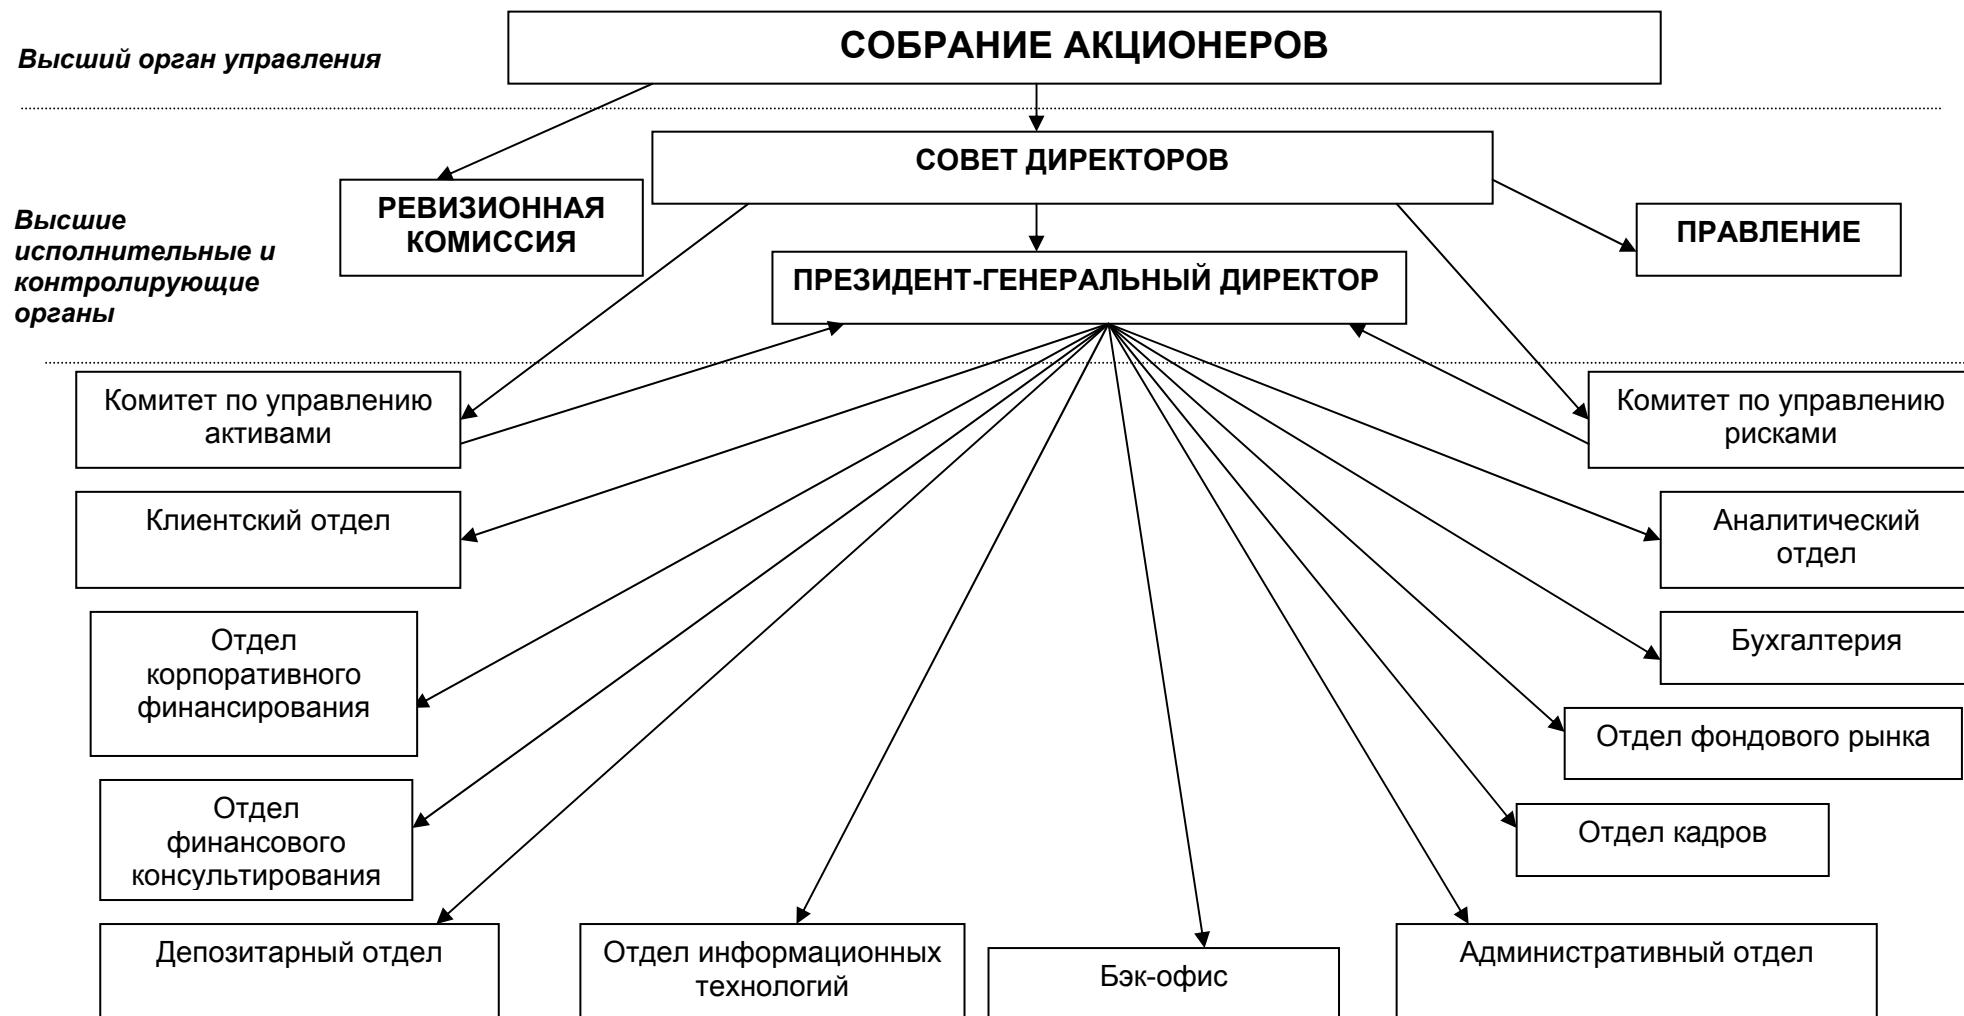 СОБРАНИЕ АКЦИОНЕРОВ
Высший орган управления
СОВЕТ ДИРЕКТОРОВ
РЕВИЗИОННАЯ
КОМИССИЯ
ПРАВЛЕНИЕ
Высшие
исполнительные и
контролирующие
органы
ПРЕЗИДЕНТ-ГЕНЕРАЛЬНЫЙ ДИРЕКТОР
Комитет по управлению
активами
Комитет по управлению
рисками
Клиентский отдел
Аналитический
отдел
Отдел
корпоративного
финансирования
Бухгалтерия
Отдел фондового рынка
Отдел
финансового
консультирования
Отдел кадров
Депозитарный отдел
Отдел информационных
технологий
Бэк-офис
Административный отдел